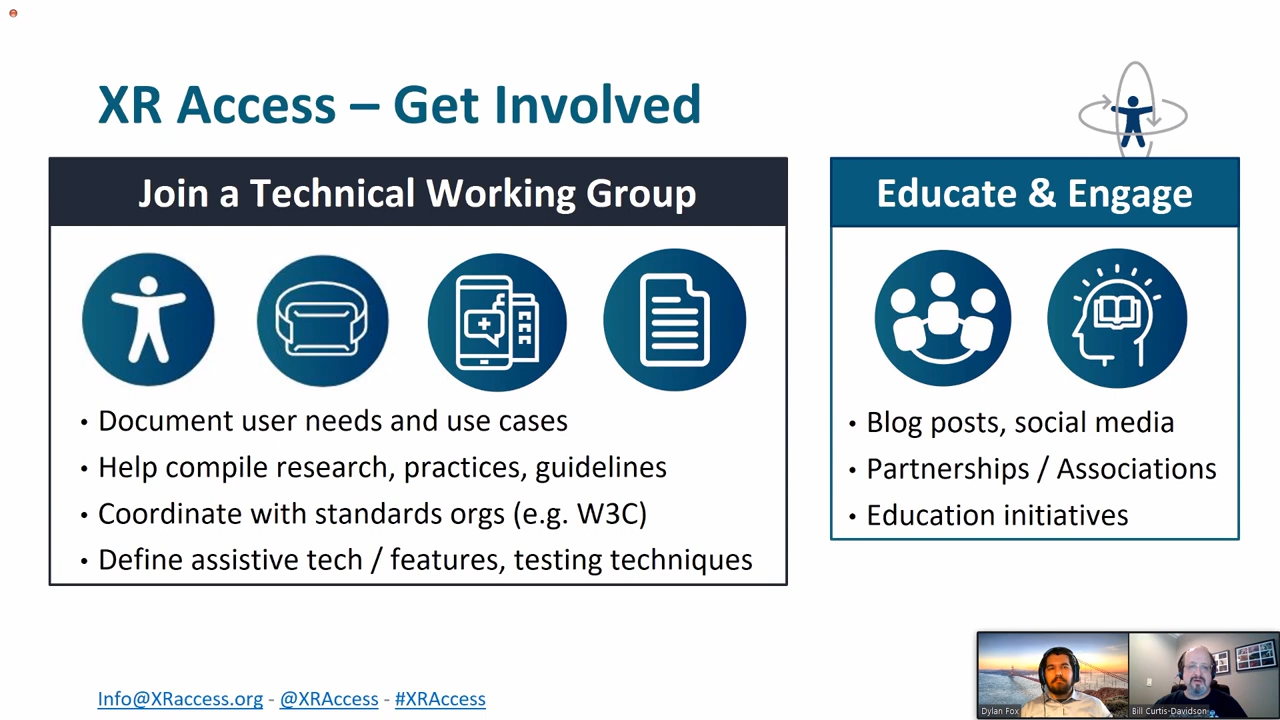 XR Access – Get Involved
Join a Technical Working Group
• Document user needs and use cases
• Help compile research, practices, guidelines
• Coordinate with standards orgs (e.g. W3C)
• Define assistive tech / features, testing techniques
Educate & Engage
• Blog posts, social media
• Partnerships / Associations
• Education initiatives
Info@XRaccess.org - @XRAccess - #XRAccess
Dylan Fox
Bill Curtis-Davidson